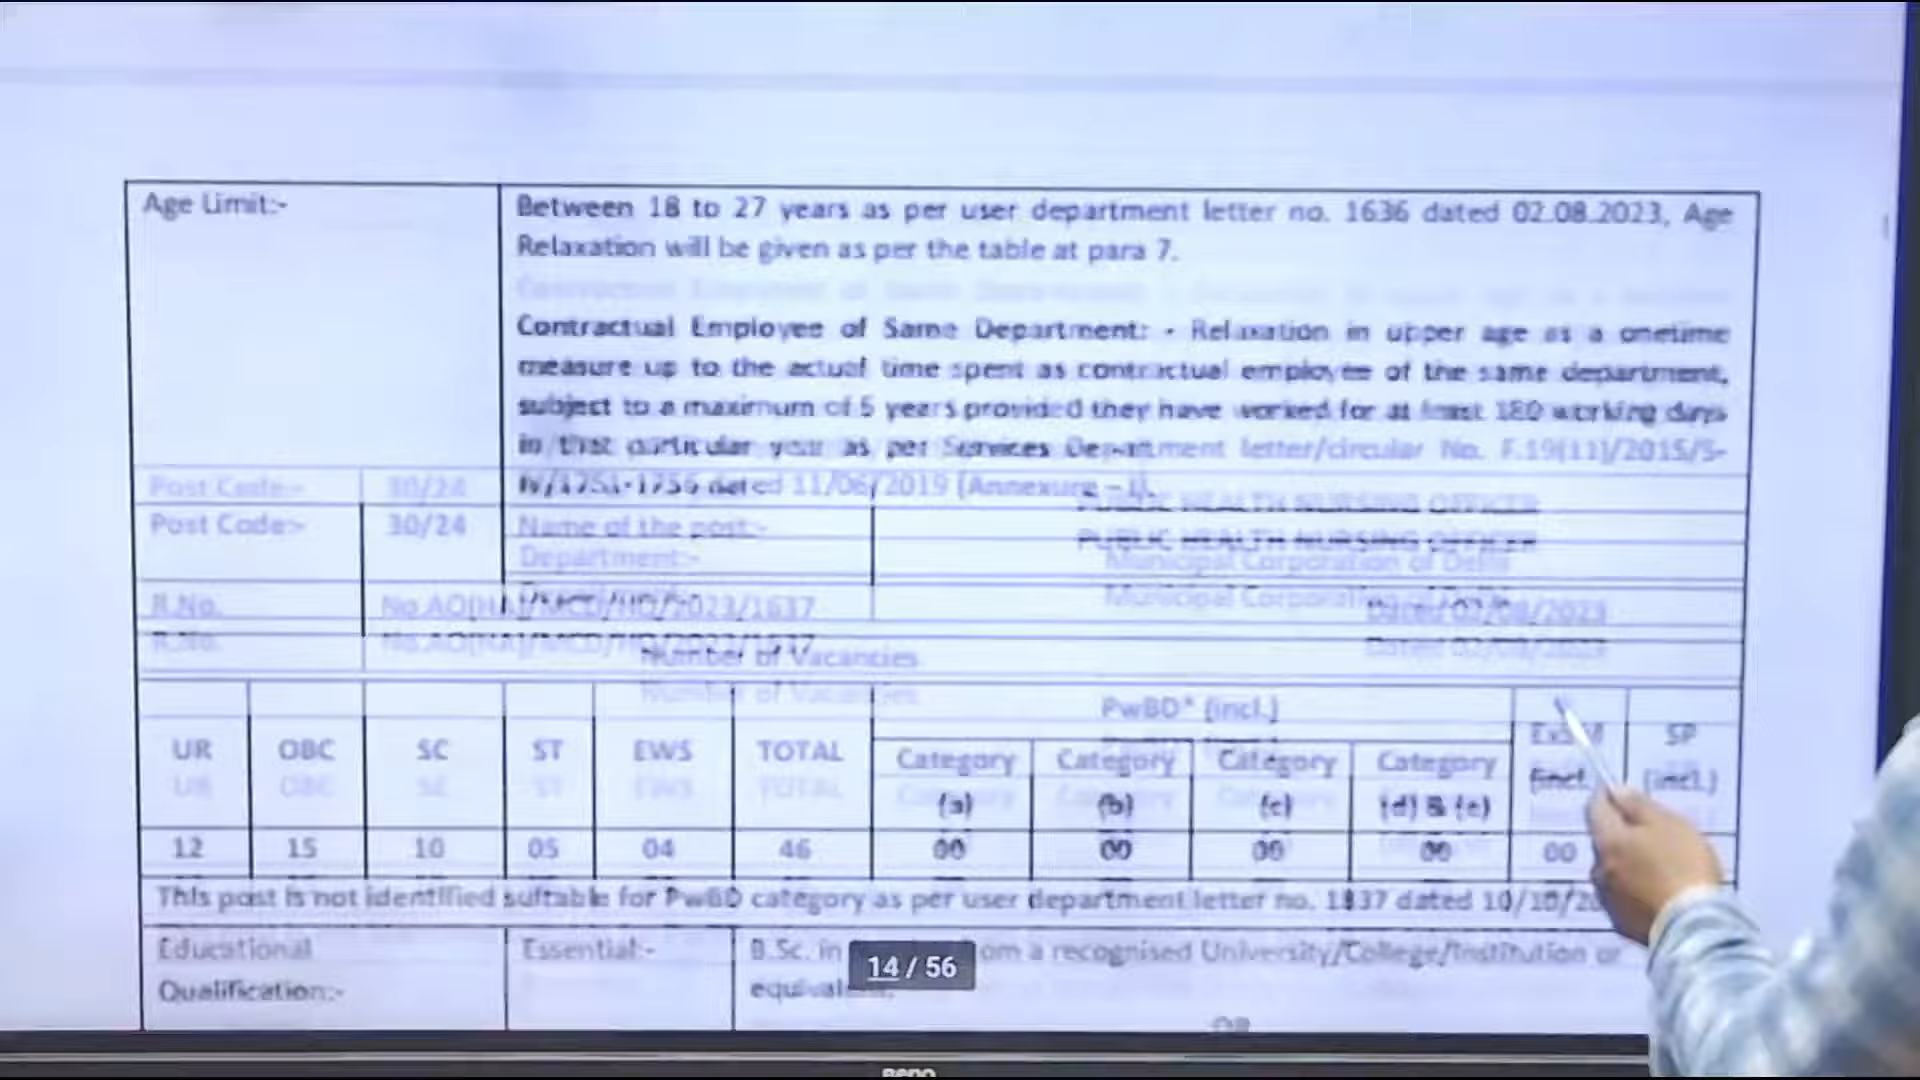 Age Limit:-
Between 18 to 27 years as per user department letter no. 1636 dated 02.08.2023, Age
Relaxation will be given as per the table at para 7.
Contractual Employee of Same Department: - Relaxation in upper age as a onetime
measure up to the actual time spent as contractual employee of the same department,
subject to a maximum of 5 years provided they have worked for at least 180 working days
in that particular year as per Services Department letter/circular No. F.19(11)/2015/S-
IV/1751-1756 dated 11/06/2019 (Annexure – I).
Post Code:- 30/24 Name of the post:- PUBLIC HEALTH NURSING OFFICER
Department:- Municipal Corporation of Delhi
R.No. No.AO(HA)/MCD/HQ/2023/1637 Dated 02/08/2023
Number of Vacancies
UR OBC SC ST EWS TOTAL PwBD* (incl.) ExSM (incl.) SP (incl.)
Category (a) Category (b) Category (c) Category (d) & (e)
12 15 10 05 04 46 00 00 00 00 00
This post is not identified suitable for PwBD category as per user department letter no. 1837 dated 10/10/20
Educational Qualification:-
Essential:-
B.Sc. in om a recognised University/College/Institution or
equival
OR
14 / 56
BenQ